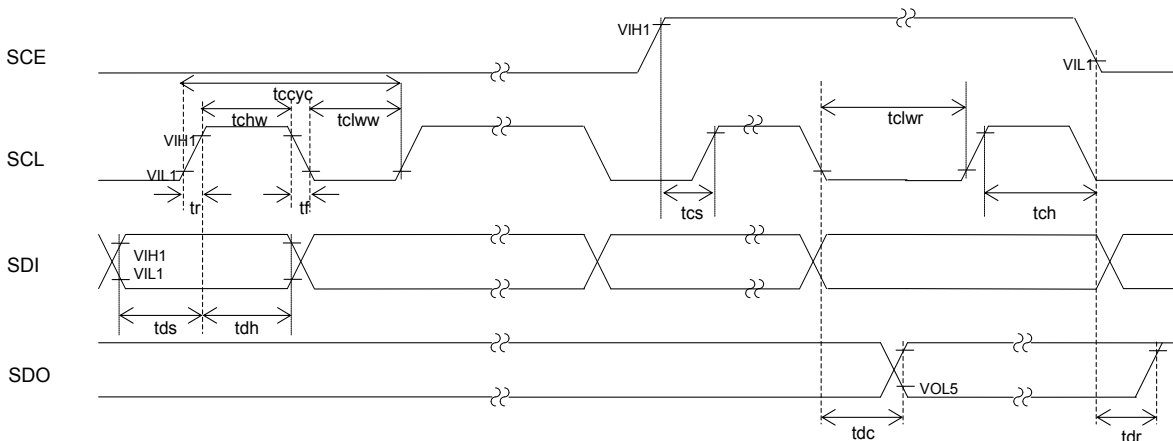 VIH1
SCE
VIL1
tccyc
tchw
tclww
tclwr
VIH1
SCL
VIL1
tr
tf
tcs
tch
VIH1
SDI
VIL1
tds
tdh
SDO
VOL5
tdc
tdr